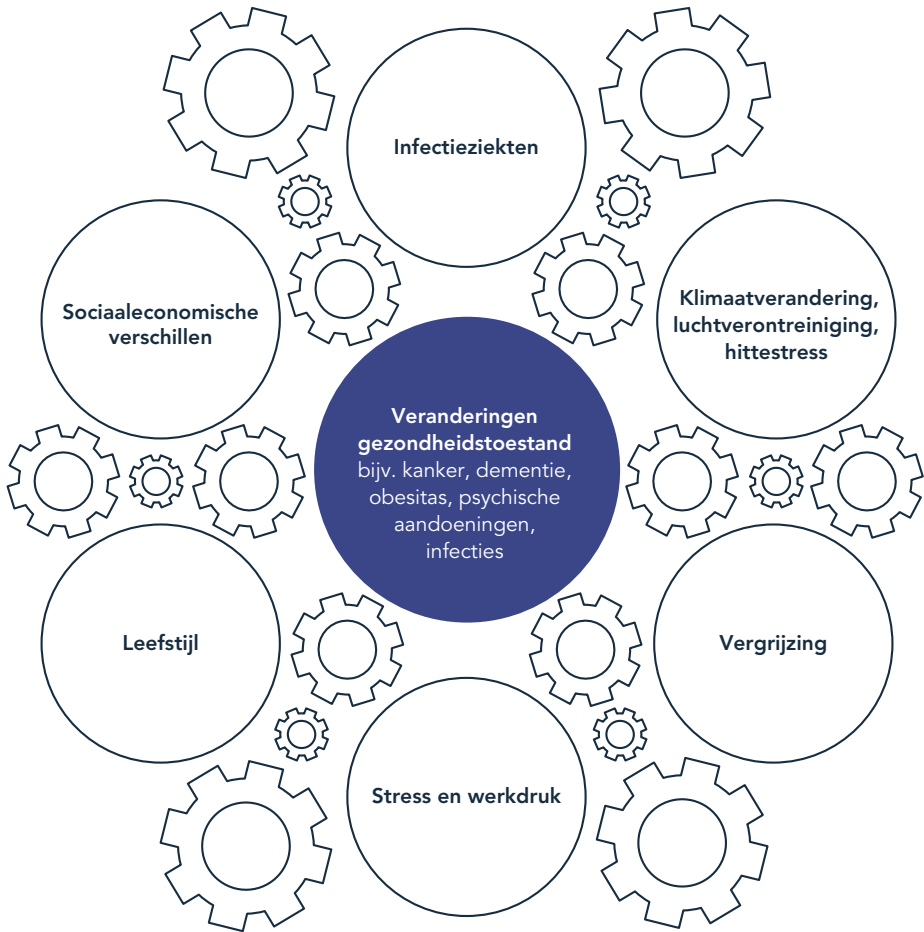 Infectieziekten
Sociaaleconomische
verschillen
Klimaatverandering,
luchtverontreiniging,
hittestress
Veranderingen
gezondheidstoestand
bijv. kanker, dementie,
obesitas, psychische
aandoeningen,
infecties
Leefstijl
Vergrijzing
Stress en werkdruk